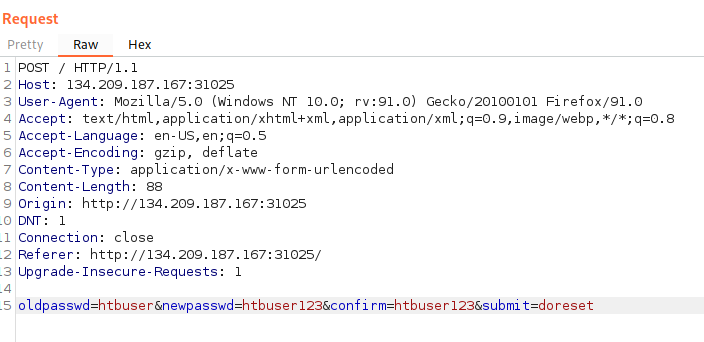 Request
Pretty Raw Hex
1 POST / HTTP/1.1
2 Host: 134.209.187.167:31025
3 User-Agent: Mozilla/5.0 (Windows NT 10.0; rv:91.0) Gecko/20100101 Firefox/91.0
4 Accept: text/html,application/xhtml+xml,application/xml;q=0.9,image/webp,*/*;q=0.8
5 Accept-Language: en-US,en;q=0.5
6 Accept-Encoding: gzip, deflate
7 Content-Type: application/x-www-form-urlencoded
8 Content-Length: 88
9 Origin: http://134.209.187.167:31025
10 DNT: 1
11 Connection: close
12 Referer: http://134.209.187.167:31025/
13 Upgrade-Insecure-Requests: 1
14
15 oldpasswd=htbuser&newpasswd=htbuser123&confirm=htbuser123&submit=doreset